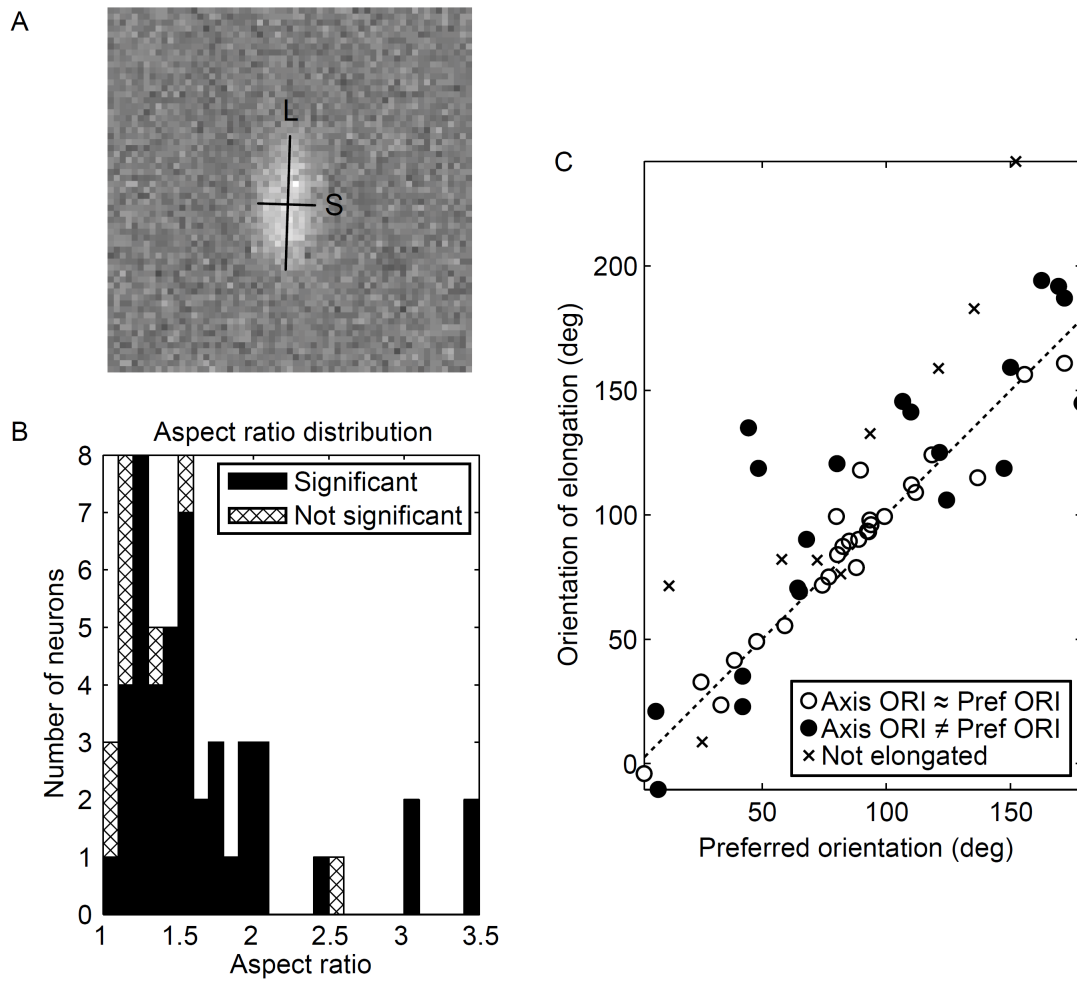 A
L
S
B
Aspect ratio distribution
8
7
6
5
4
3
2
1
0
Number of neurons
Significant
Not significant
1
1.5
2
2.5
3
3.5
Aspect ratio
C
200
150
100
50
0
Orientation of elongation (deg)
Axis ORI ≈ Pref ORI
Axis ORI ≠ Pref ORI
Not elongated
50
100
150
Preferred orientation (deg)